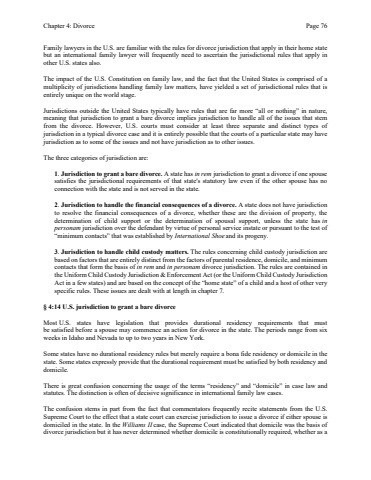 Chapter 4: Divorce Page 76
Family lawyers in the U.S. are familiar with the rules for divorce jurisdiction that apply in their home state
but an international family lawyer will frequently need to ascertain the jurisdictional rules that apply in
other U.S. states also.
The impact of the U.S. Constitution on family law, and the fact that the United States is comprised of a
multiplicity of jurisdictions handling family law matters, have yielded a set of jurisdictional rules that is
entirely unique on the world stage.
Jurisdictions outside the United States typically have rules that are far more “all or nothing” in nature,
meaning that jurisdiction to grant a bare divorce implies jurisdiction to handle all of the issues that stem
from the divorce. However, U.S. courts must consider at least three separate and distinct types of
jurisdiction in a typical divorce case and it is entirely possible that the courts of a particular state may have
jurisdiction as to some of the issues and not have jurisdiction as to other issues.
The three categories of jurisdiction are:
1. Jurisdiction to grant a bare divorce. A state has in rem jurisdiction to grant a divorce if one spouse
satisfies the jurisdictional requirements of that state's statutory law even if the other spouse has no
connection with the state and is not served in the state.
2. Jurisdiction to handle the financial consequences of a divorce. A state does not have jurisdiction
to resolve the financial consequences of a divorce, whether these are the division of property, the
determination of child support or the determination of spousal support, unless the state has in
personam jurisdiction over the defendant by virtue of personal service instate or pursuant to the test of
“minimum contacts” that was established by International Shoe and its progeny.
3. Jurisdiction to handle child custody matters. The rules concerning child custody jurisdiction are
based on factors that are entirely distinct from the factors of parental residence, domicile, and minimum
contacts that form the basis of in rem and in personam divorce jurisdiction. The rules are contained in
the Uniform Child Custody Jurisdiction & Enforcement Act (or the Uniform Child Custody Jurisdiction
Act in a few states) and are based on the concept of the “home state” of a child and a host of other very
specific rules. These issues are dealt with at length in chapter 7.
§ 4:14 U.S. jurisdiction to grant a bare divorce
Most U.S. states have legislation that provides durational residency requirements that must
be satisfied before a spouse may commence an action for divorce in the state. The periods range from six
weeks in Idaho and Nevada to up to two years in New York.
Some states have no durational residency rules but merely require a bona fide residency or domicile in the
state. Some states expressly provide that the durational requirement must be satisfied by both residency and
domicile.
There is great confusion concerning the usage of the terms “residency” and “domicile” in case law and
statutes. The distinction is often of decisive significance in international family law cases.
The confusion stems in part from the fact that commentators frequently recite statements from the U.S.
Supreme Court to the effect that a state court can exercise jurisdiction to issue a divorce if either spouse is
domiciled in the state. In the Williams II case, the Supreme Court indicated that domicile was the basis of
divorce jurisdiction but it has never determined whether domicile is constitutionally required, whether as a